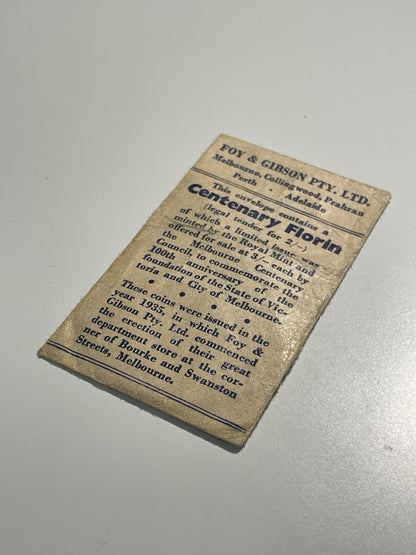 FOY & GIBSON PTY. LTD.
Melbourne, Collingwood, Prahran
Perth - Adelaide
This envelope contains a
Centenary Florin
(legal tender for 2/-)
of which a limited issue was
minted by the Royal Mint and
offered for sale at 3/- each by
the Melbourne Centenary
Council, to commemorate the
100th anniversary of the
foundation of the State of Vic-
toria and City of Melbourne.
• • • •
These coins were issued in the
year 1935, in which Foy &
Gibson Pty. Ltd. commenced
the erection of their great
department store at the cor-
ner of Bourke and Swanston
Streets, Melbourne.